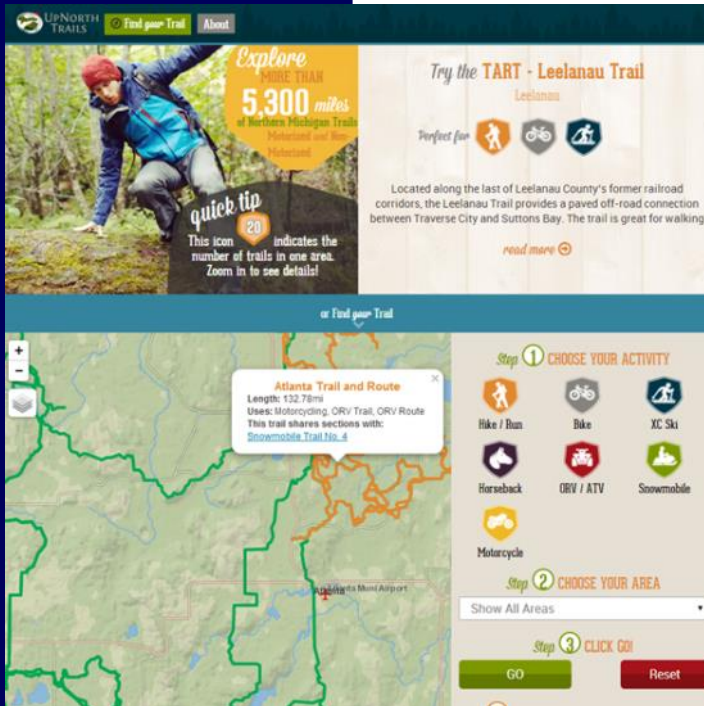 UPNORTH
TRAILS
Find your Trail
About
Explore
MORE THAN
5,300 miles
of Northern Michigan Trails
Motorized and Non-
Motorized
quick tip
This icon 20 indicates the
number of trails in one area.
Zoom in to see details!
Try the TART - Leelanau Trail
Leelanau
Perfect for
Located along the last of Leelanau County's former railroad
corridors, the Leelanau Trail provides a paved off-road connection
between Traverse City and Suttons Bay. The trail is great for walking
read more
or Find your Trail
+
-
Atlanta Trail and Route
×
Length: 132.78mi
Uses: Motorcycling, ORV Trail, ORV Route
This trail shares sections with:
Snowmobile Trail No. 4
Atlanta
Atlanta Muni Airport
Step 1 CHOOSE YOUR ACTIVITY
Hike / Run
Bike
XC Ski
Horseback
ORV / ATV
Snowmobile
Motorcycle
Step 2 CHOOSE YOUR AREA
Show All Areas
Step 3 CLICK GO!
GO
Reset